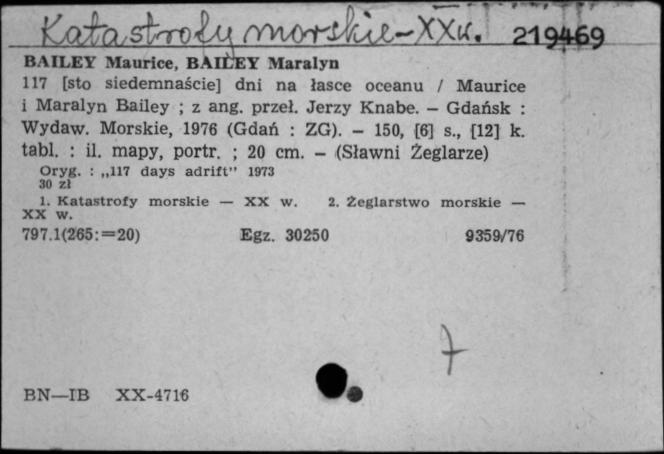 Katastrofy morskie – XX w. 219469
BAILEY Maurice, BAILEY Maralyn
117 [sto siedemnaście] dni na łasce oceanu / Maurice
i Maralyn Bailey ; z ang. przeł. Jerzy Knabe. – Gdańsk :
Wydaw. Morskie, 1976 (Gdań : ZG). – 150, [6] s., [12] k.
tabl. : il. mapy, portr. ; 20 cm. – (Sławni Żeglarze)
Oryg. : „117 days adrift” 1973
30 zł
1. Katastrofy morskie — XX w. 2. Żeglarstwo morskie —
XX w.
797.1(265:=20) Egz. 30250 9359/76
7
BN—IB XX-4716